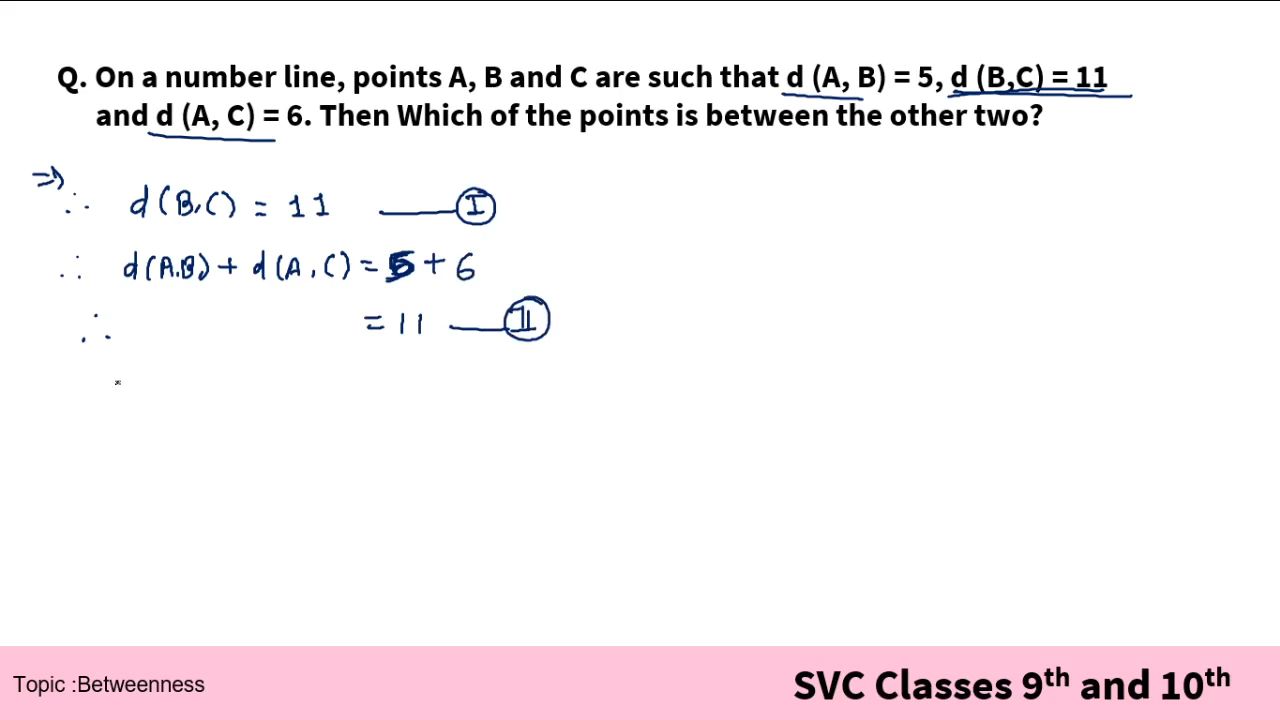 Q. On a number line, points A, B and C are such that d (A, B) = 5, d (B,C) = 11
and d (A, C) = 6. Then Which of the points is between the other two?
⇒ ∴ d(B,C) = 11 —— I
∴ d(A.B) + d(A,C) = 5 + 6
∴ = 11 —— II
Topic :Betweenness
SVC Classes 9th and 10th